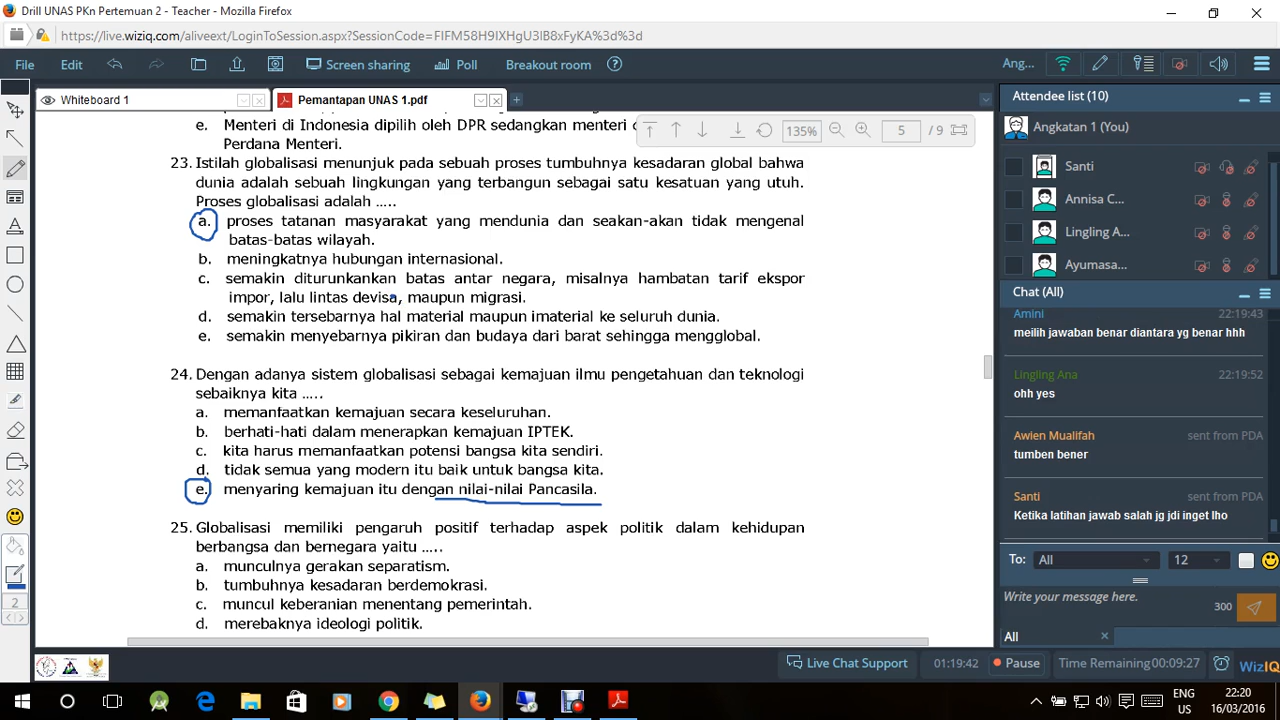 Drill UNAS PKn Pertemuan 2 - Teacher - Mozilla Firefox
https://live.wiziq.com/aliveext/LoginToSession.aspx?SessionCode=FIFM58H9IXHgU3IB8xFyKA%3d%3d
File Edit Screen sharing Poll Breakout room ? Ang...
Whiteboard 1 Pemantapan UNAS 1.pdf
Attendee list (10)
Angkatan 1 (You)
Santi
Annisa C...
Lingling A...
Ayumasa...
135% 5 / 9
e. Menteri di Indonesia dipilih oleh DPR sedangkan menteri
Perdana Menteri.
23. Istilah globalisasi menunjuk pada sebuah proses tumbuhnya kesadaran global bahwa
dunia adalah sebuah lingkungan yang terbangun sebagai satu kesatuan yang utuh.
Proses globalisasi adalah .....
a. proses tatanan masyarakat yang mendunia dan seakan-akan tidak mengenal
batas-batas wilayah.
b. meningkatnya hubungan internasional.
c. semakin diturunkankan batas antar negara, misalnya hambatan tarif ekspor
impor, lalu lintas devisa, maupun migrasi.
d. semakin tersebarnya hal material maupun imaterial ke seluruh dunia.
e. semakin menyebarnya pikiran dan budaya dari barat sehingga mengglobal.
24. Dengan adanya sistem globalisasi sebagai kemajuan ilmu pengetahuan dan teknologi
sebaiknya kita .....
a. memanfaatkan kemajuan secara keseluruhan.
b. berhati-hati dalam menerapkan kemajuan IPTEK.
c. kita harus memanfaatkan potensi bangsa kita sendiri.
d. tidak semua yang modern itu baik untuk bangsa kita.
e. menyaring kemajuan itu dengan nilai-nilai Pancasila.
25. Globalisasi memiliki pengaruh positif terhadap aspek politik dalam kehidupan
berbangsa dan bernegara yaitu .....
a. munculnya gerakan separatism.
b. tumbuhnya kesadaran berdemokrasi.
c. muncul keberanian menentang pemerintah.
d. merebaknya ideologi politik.
Chat (All)
Amini 22:19:43
meilih jawaban benar diantara yg benar hhh
Lingling Ana 22:19:52
ohh yes
Awien Mualifah sent from PDA
tumben bener
Santi sent from PDA
Ketika latihan jawab salah jg jdi inget lho
To: All 12
Write your message here.
300
All
2
Live Chat Support 01:19:42 Pause Time Remaining 00:09:27 WizIQ
ENG 22:20
US 16/03/2016